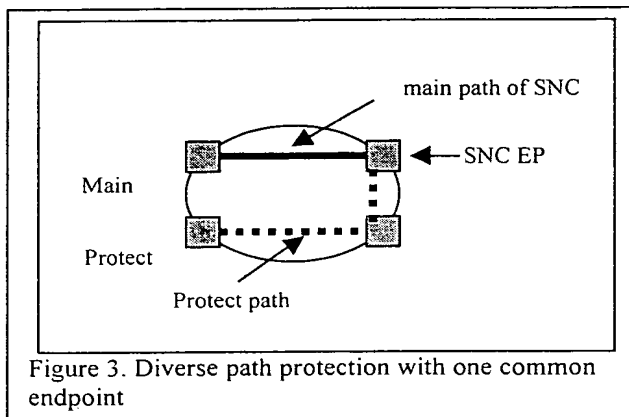 main path of SNC
SNC EP
Main
Protect
Protect path
Figure 3. Diverse path protection with one common
endpoint